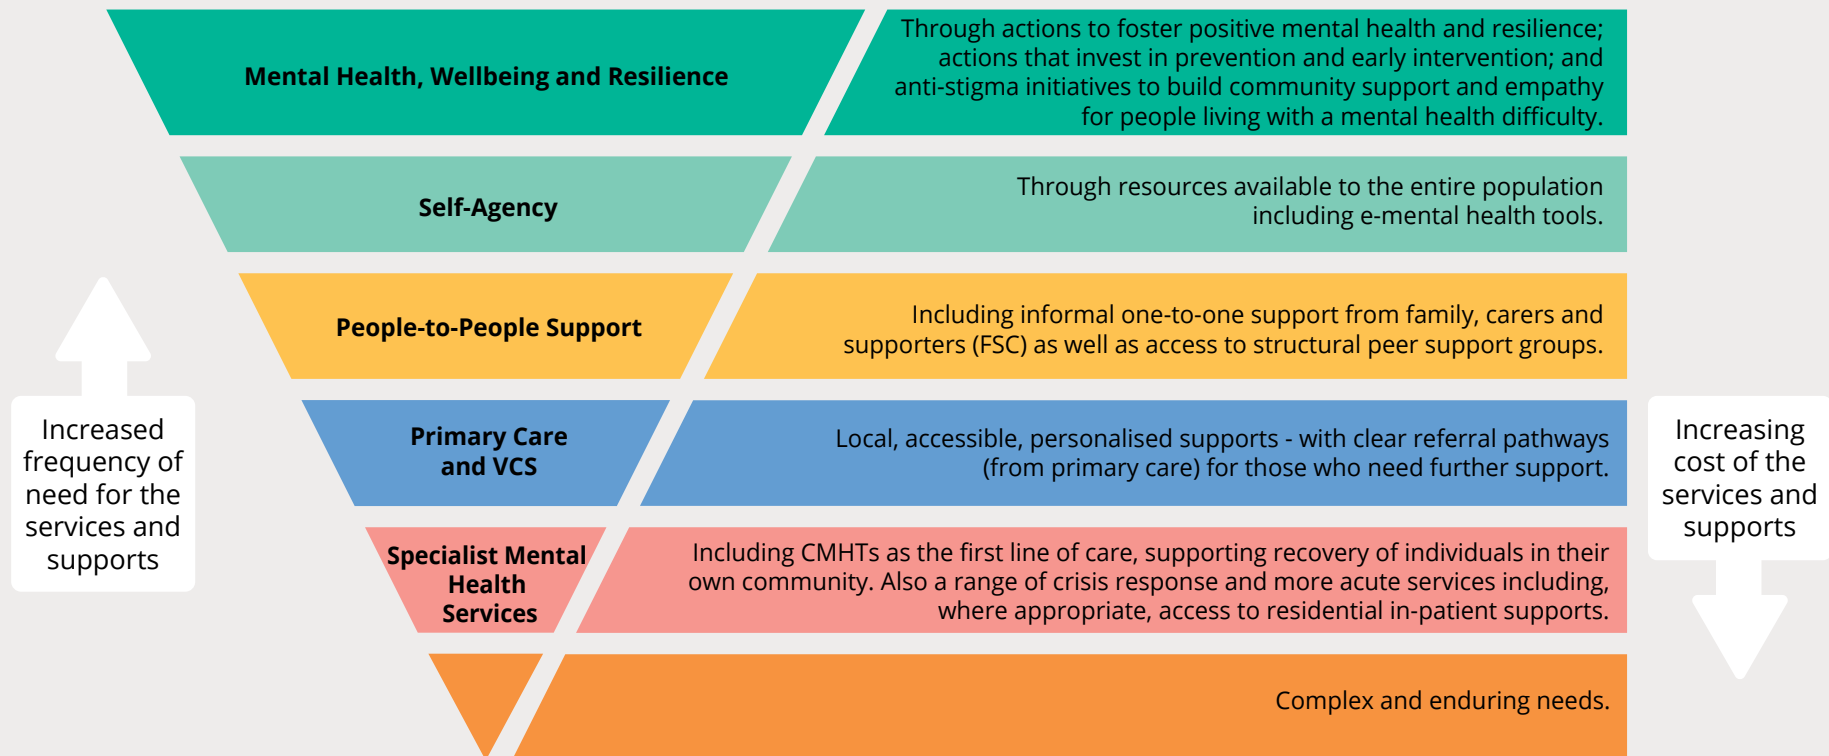 Mental Health, Wellbeing and Resilience
Through actions to foster positive mental health and resilience;
actions that invest in prevention and early intervention; and
anti-stigma initiatives to build community support and empathy
for people living with a mental health difficulty.
Self-Agency
Through resources available to the entire population
including e-mental health tools.
People-to-People Support
Including informal one-to-one support from family, carers and
supporters (FSC) as well as access to structural peer support groups.
Primary Care
and VCS
Local, accessible, personalised supports - with clear referral pathways
(from primary care) for those who need further support.
Specialist Mental
Health
Services
Including CMHTs as the first line of care, supporting recovery of individuals in their
own community. Also a range of crisis response and more acute services including,
where appropriate, access to residential in-patient supports.
Complex and enduring needs.
Increased
frequency of
need for the
services and
supports
Increasing
cost of the
services and
supports